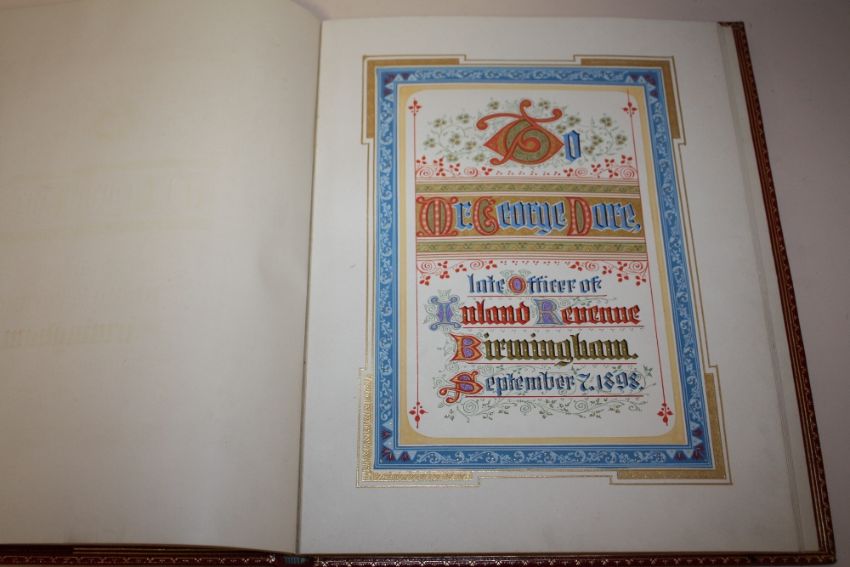 To
Mr. George Dore,
late Officer of
Inland Revenue
Birmingham.
September 7. 1898.